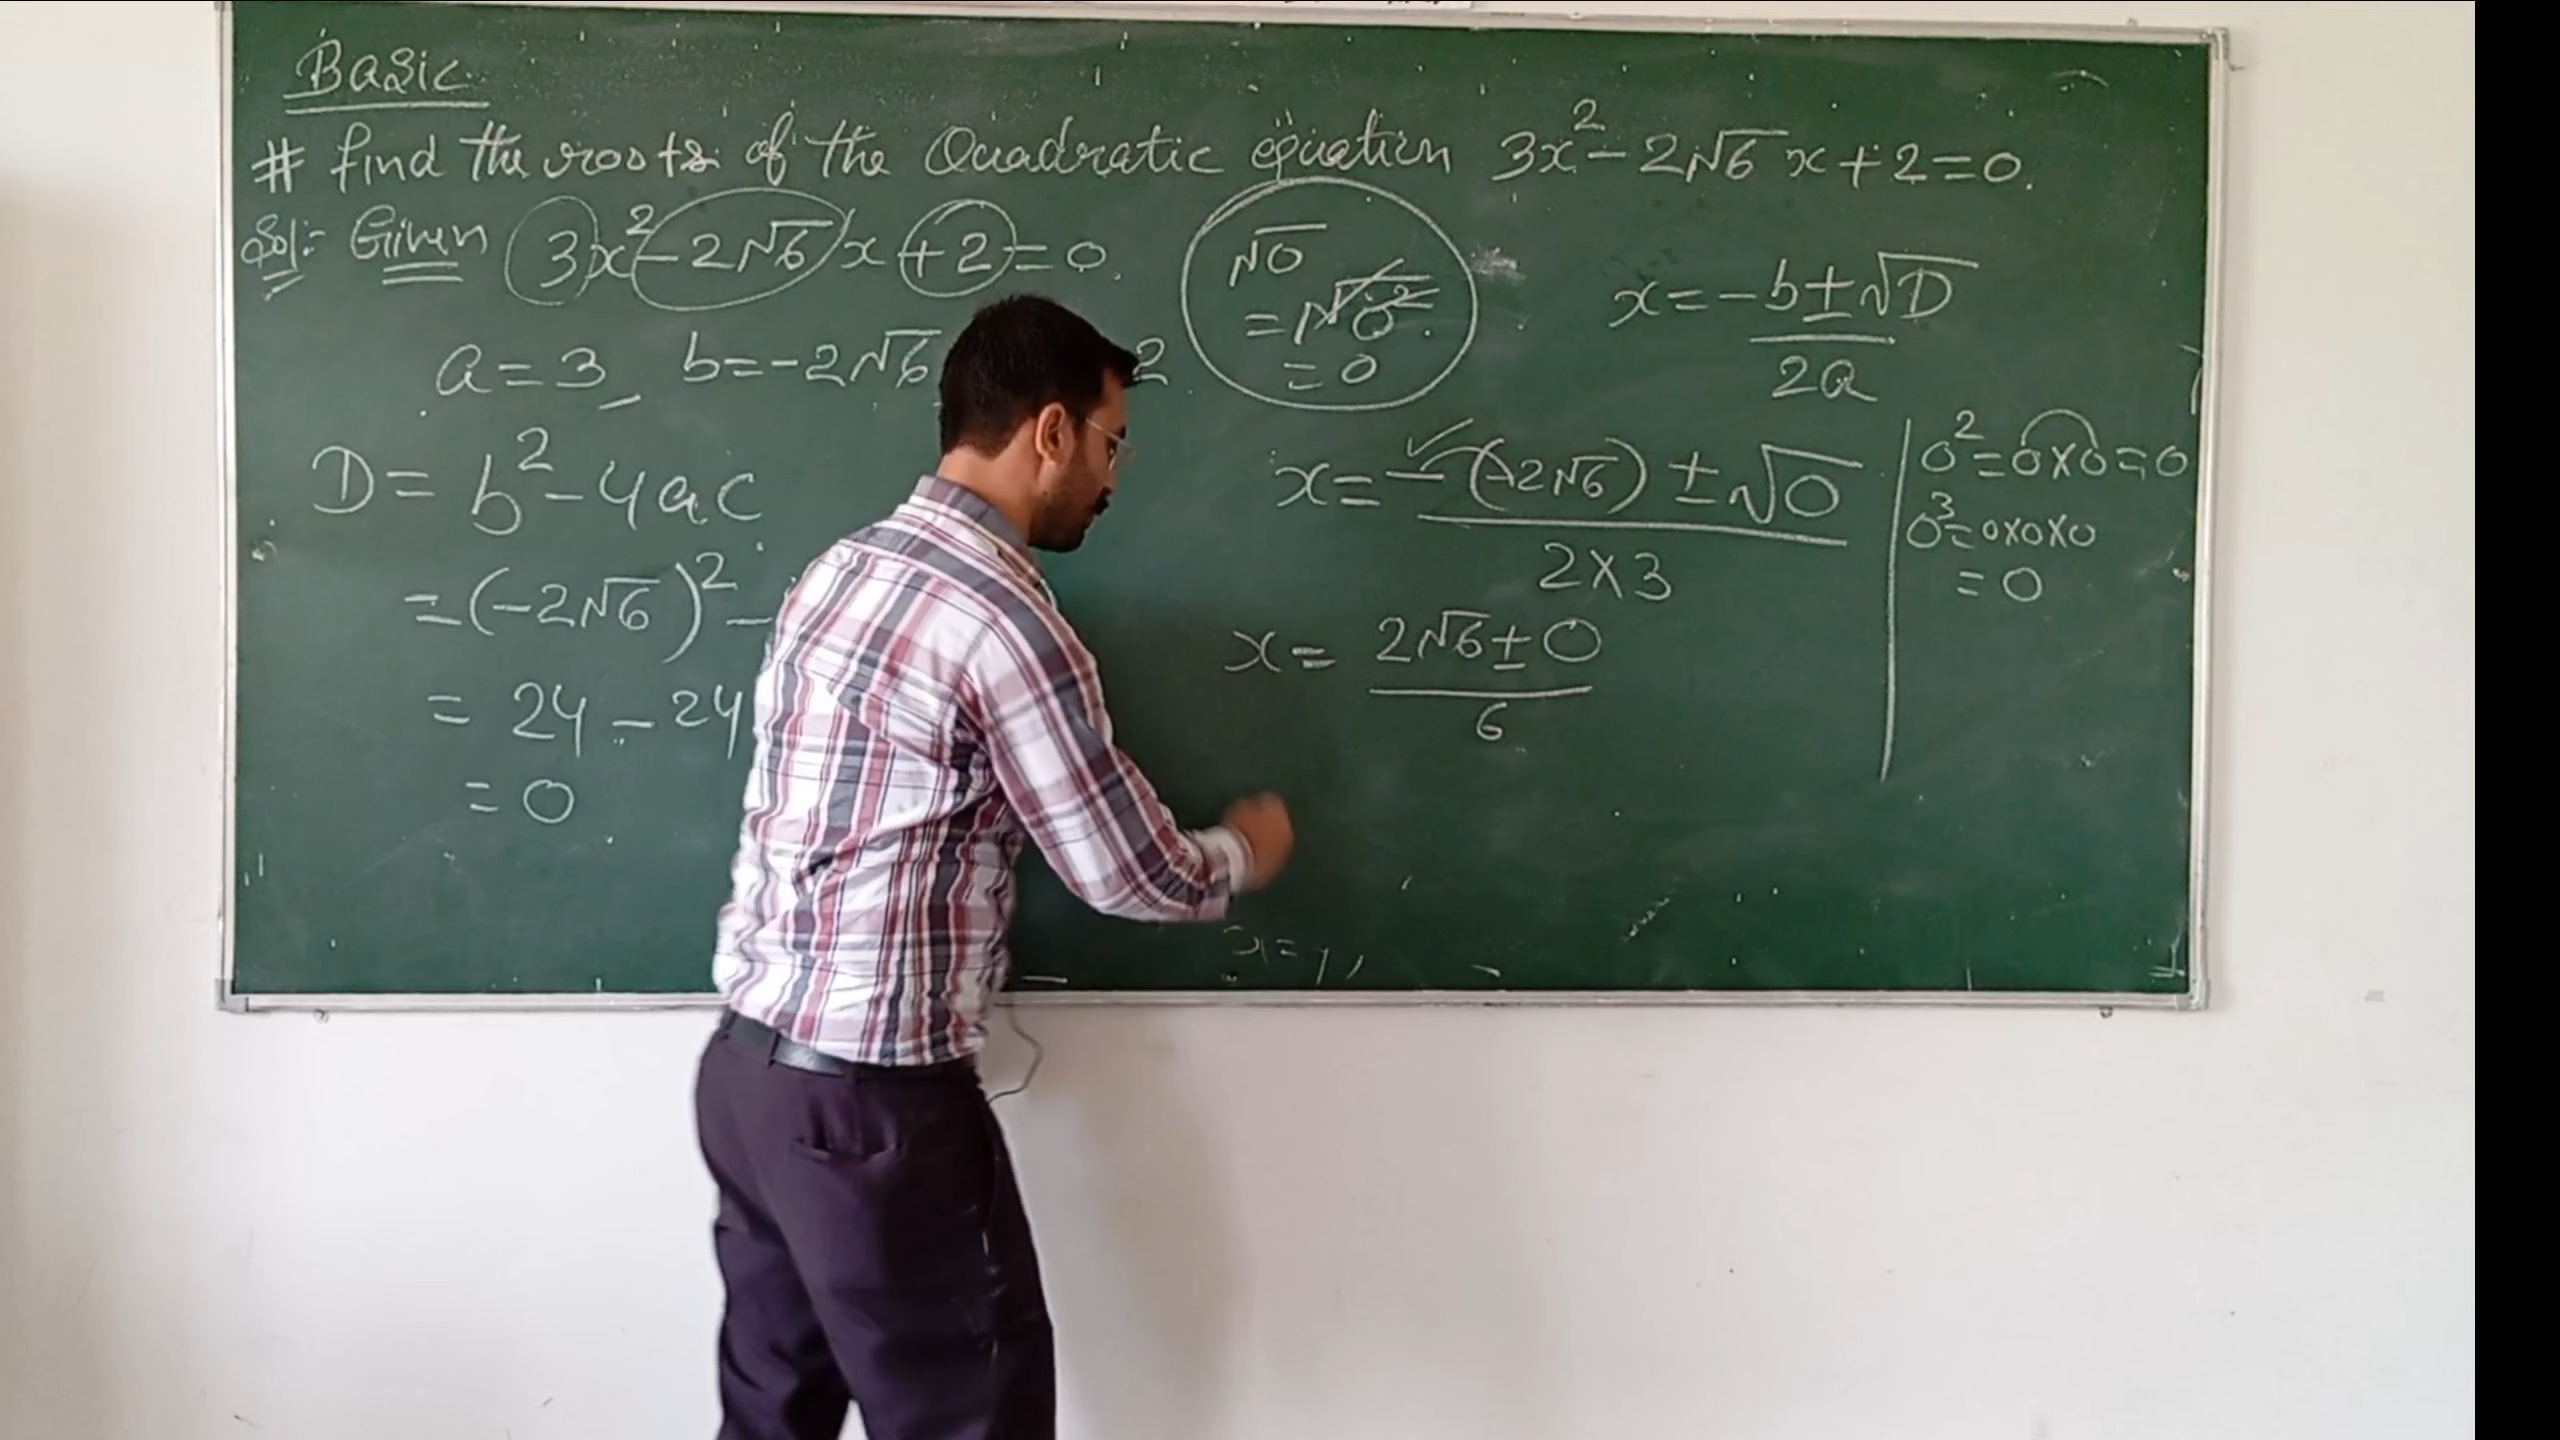 Basic
# find the roots of the Quadratic equation 3x² - 2√6 x + 2 = 0.
Sol:- Given 3x² - 2√6 x + 2 = 0.
a = 3, b = -2√6 2
D = b² - 4ac
= (-2√6)² -
= 24 - 24
= 0
√0
= √0²
= 0
x = -b ± √D
2a
x = -(-2√6) ± √0
2 × 3
x = 2√6 ± 0
6
0² = 0×0 = 0
0³ = 0×0×0
= 0